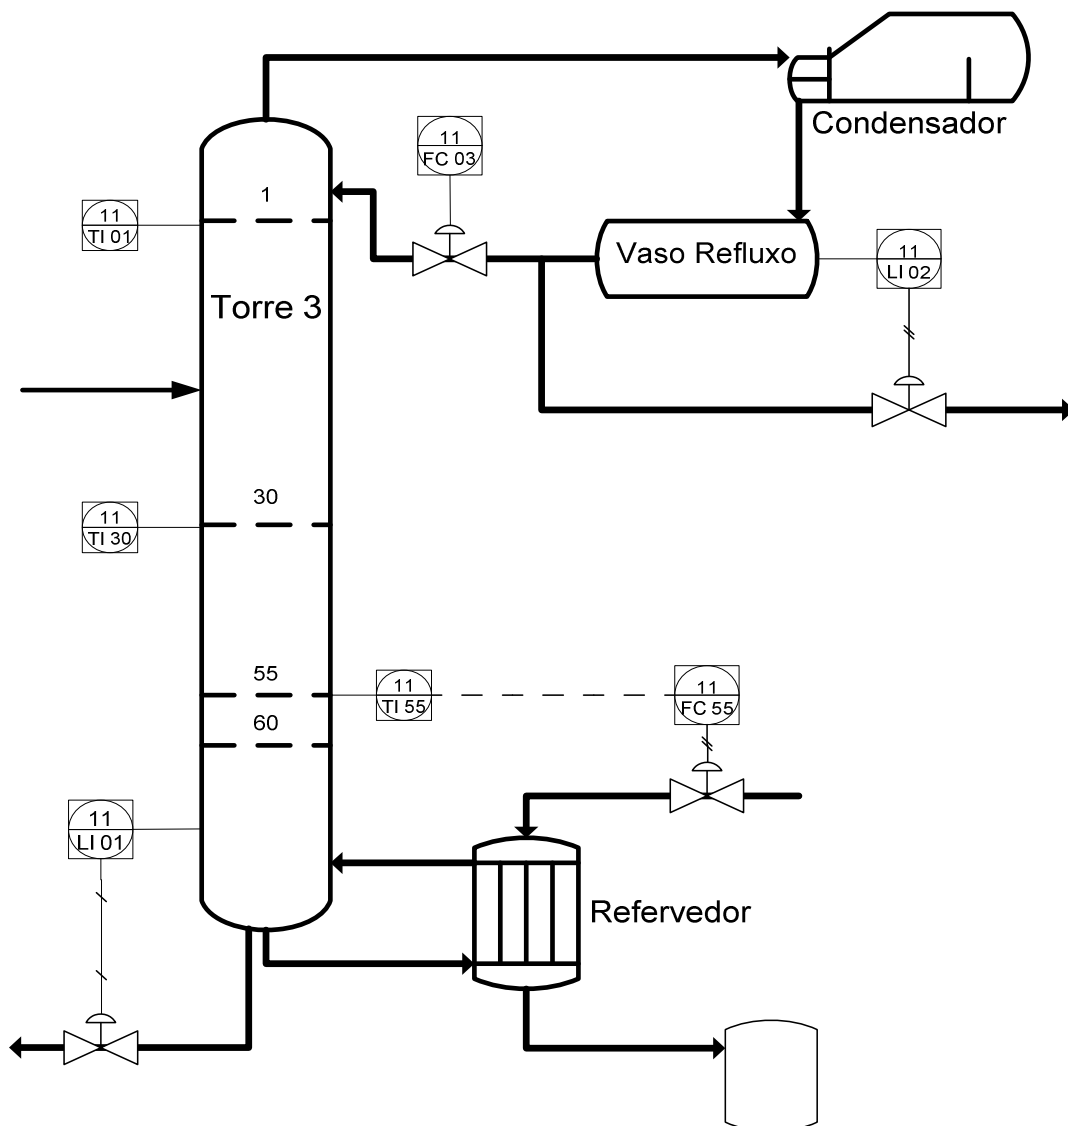 Condensador
11
FC 03
1
11
TI 01
Vaso Refluxo
11
LI 02
Torre 3
30
11
TI 30
55
11
TI 55
11
FC 55
60
11
LI 01
Refervedor